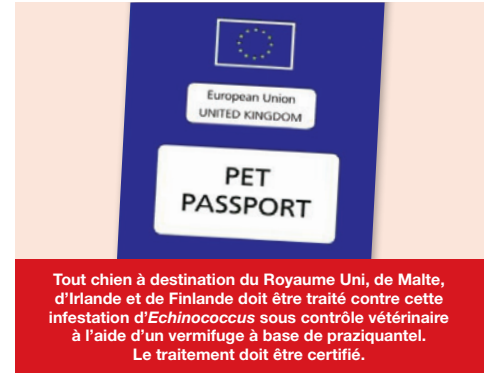 European Union
UNITED KINGDOM
PET
PASSPORT
Tout chien à destination du Royaume Uni, de Malte,
d'Irlande et de Finlande doit être traité contre cette
infestation d'Echinococcus sous contrôle vétérinaire
à l'aide d'un vermifuge à base de praziquantel.
Le traitement doit être certifié.